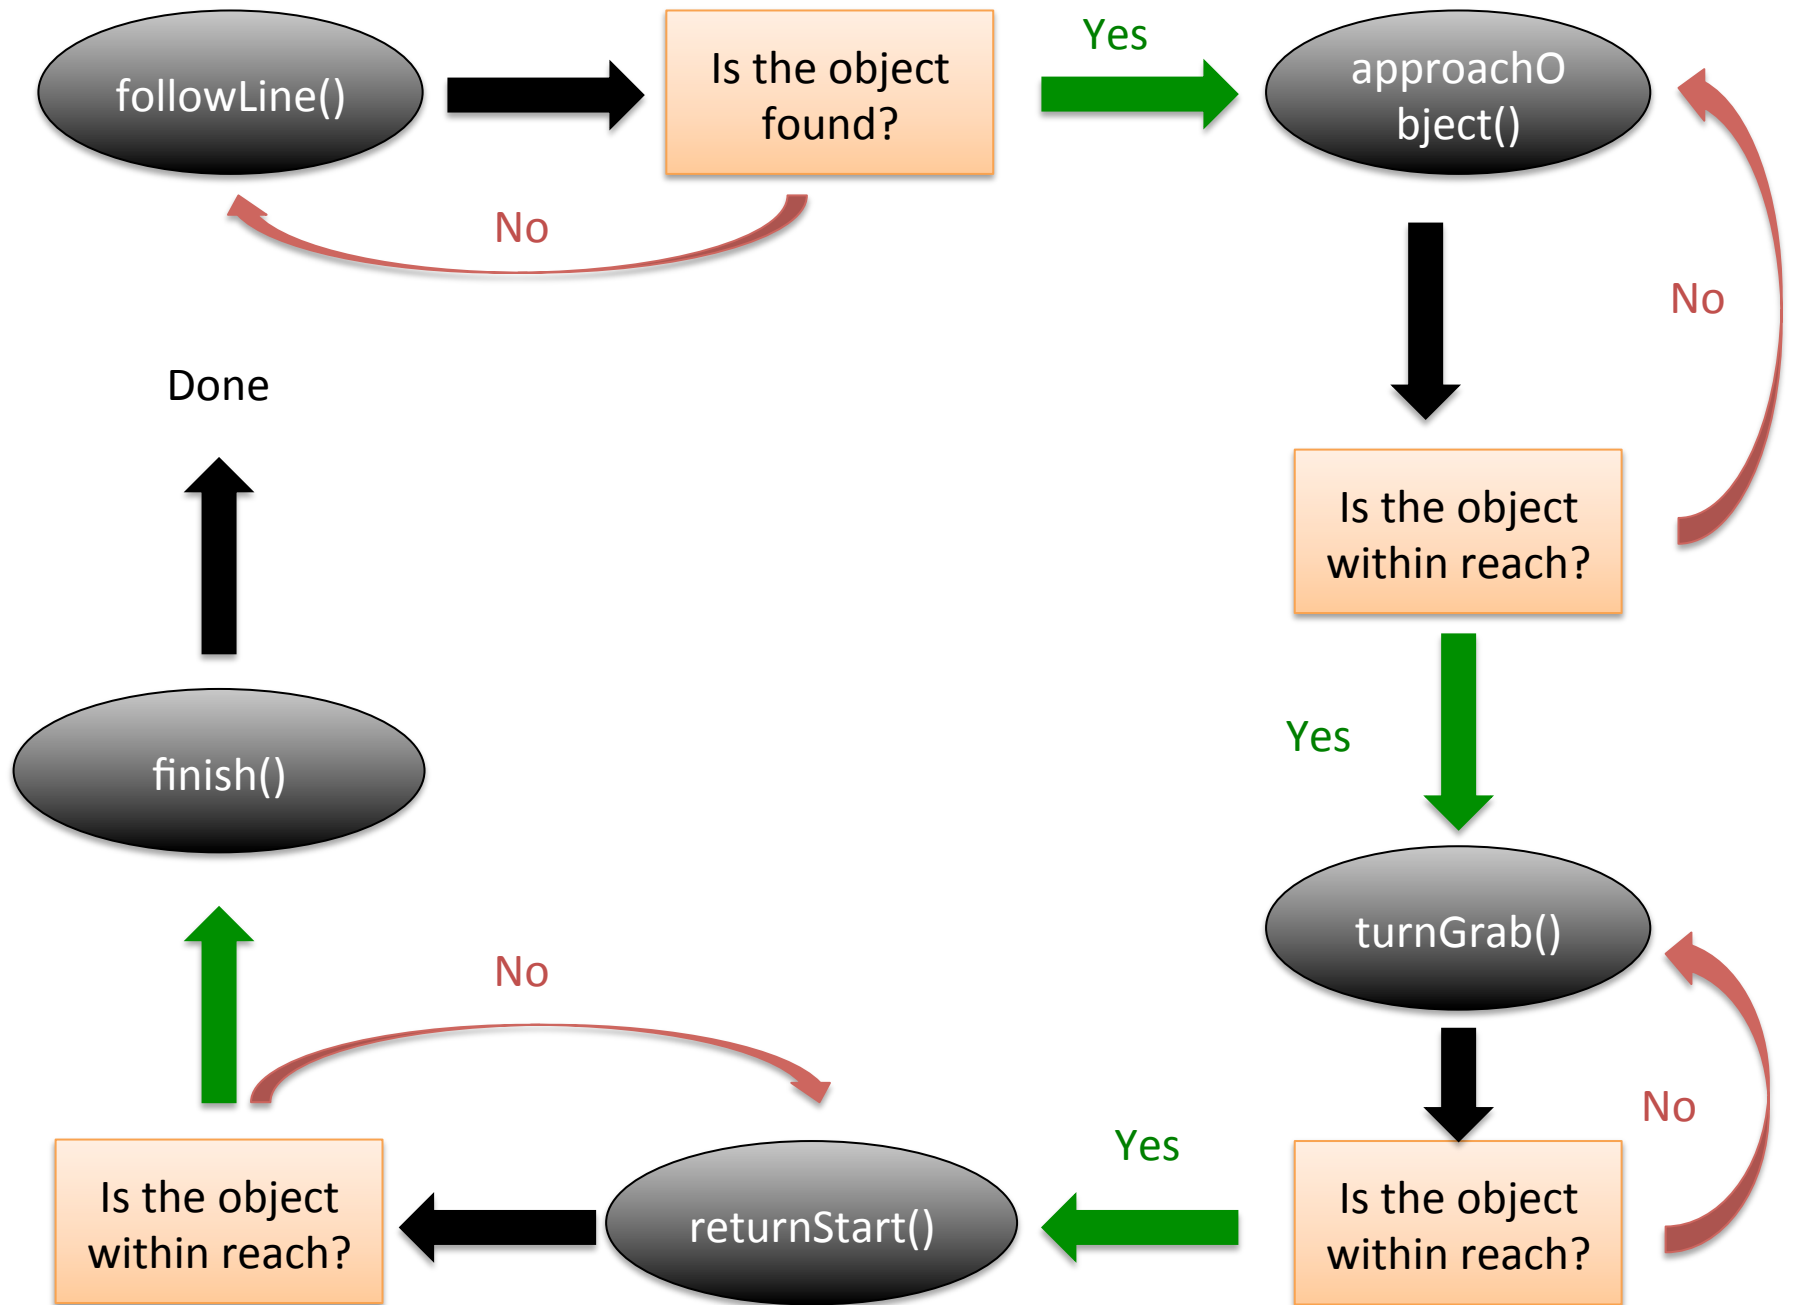 followLine()
Is the object
found?
Yes
approachO
bject()
No
No
Done
Is the object
within reach?
Yes
finish()
turnGrab()
No
No
Yes
Is the object
within reach?
returnStart()
Is the object
within reach?